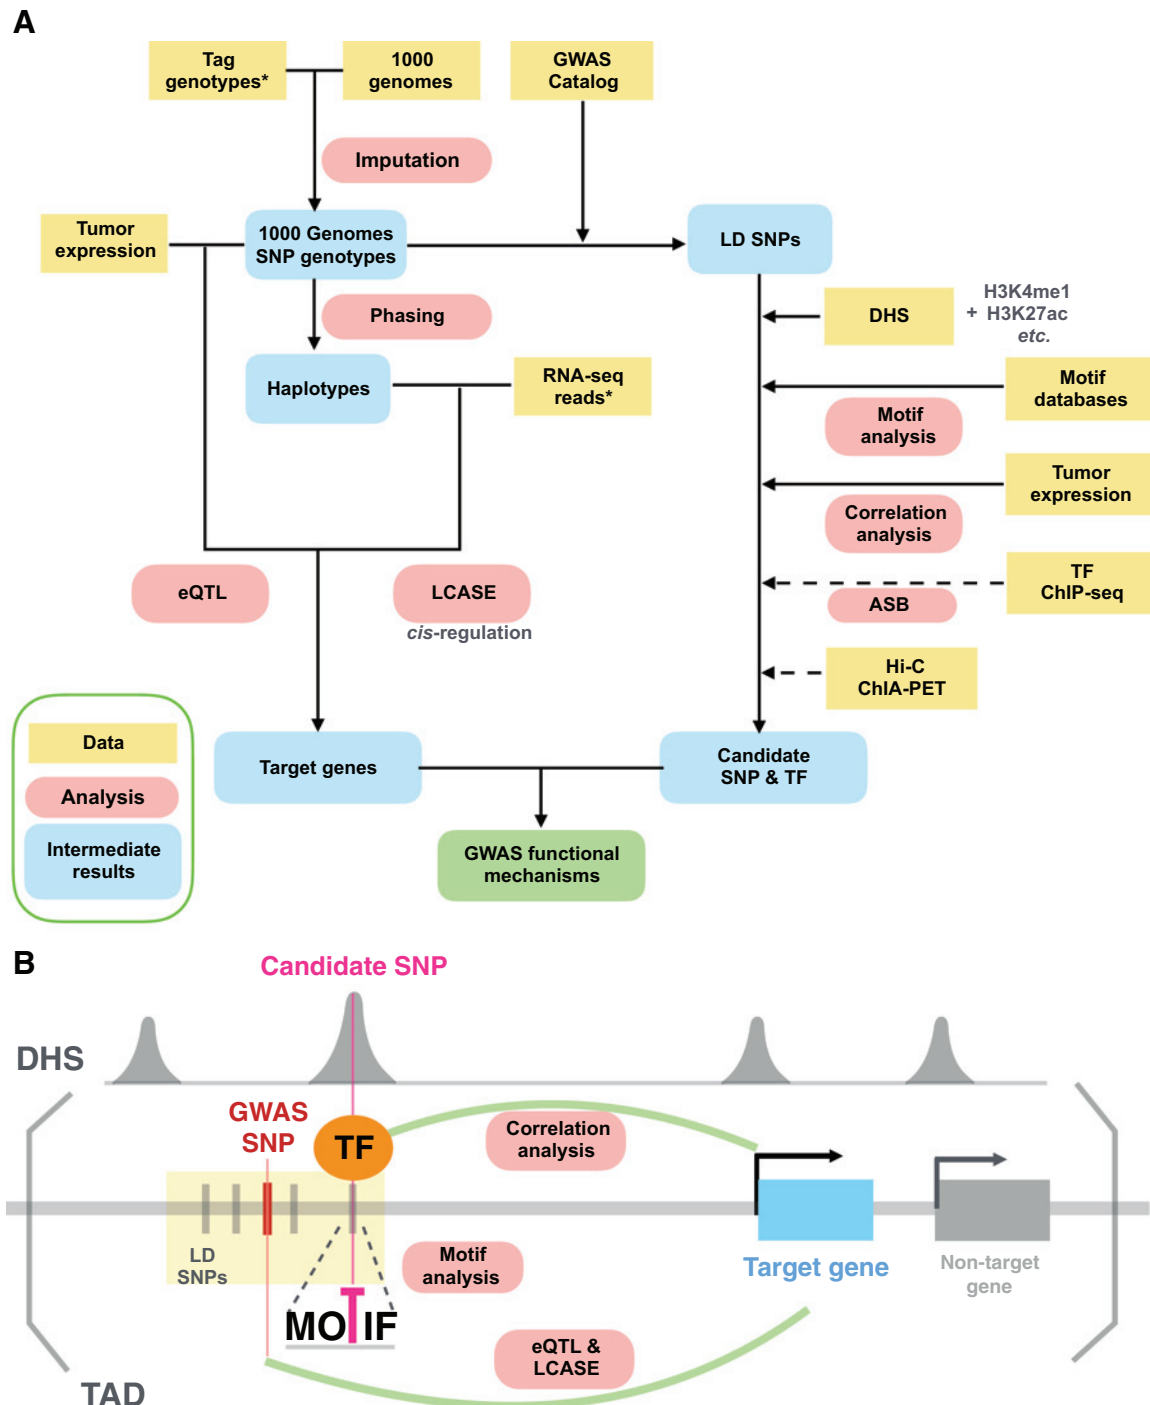 A
Tag
genotypes*
1000
genomes
GWAS
Catalog
Imputation
Tumor
expression
1000 Genomes
SNP genotypes
LD SNPs
Phasing
DHS
+ H3K4me1
H3K27ac
etc.
Haplotypes
RNA-seq
reads*
Motif
databases
Motif
analysis
Tumor
expression
Correlation
analysis
TF
ChIP-seq
ASB
eQTL
LCASE
cis-regulation
Hi-C
ChIA-PET
Data
Analysis
Intermediate
results
Target genes
Candidate
SNP & TF
GWAS functional
mechanisms
B
Candidate SNP
DHS
GWAS
SNP
TF
Correlation
analysis
LD
SNPs
Motif
analysis
Target gene
Non-target
gene
MOTIF
eQTL &
LCASE
TAD